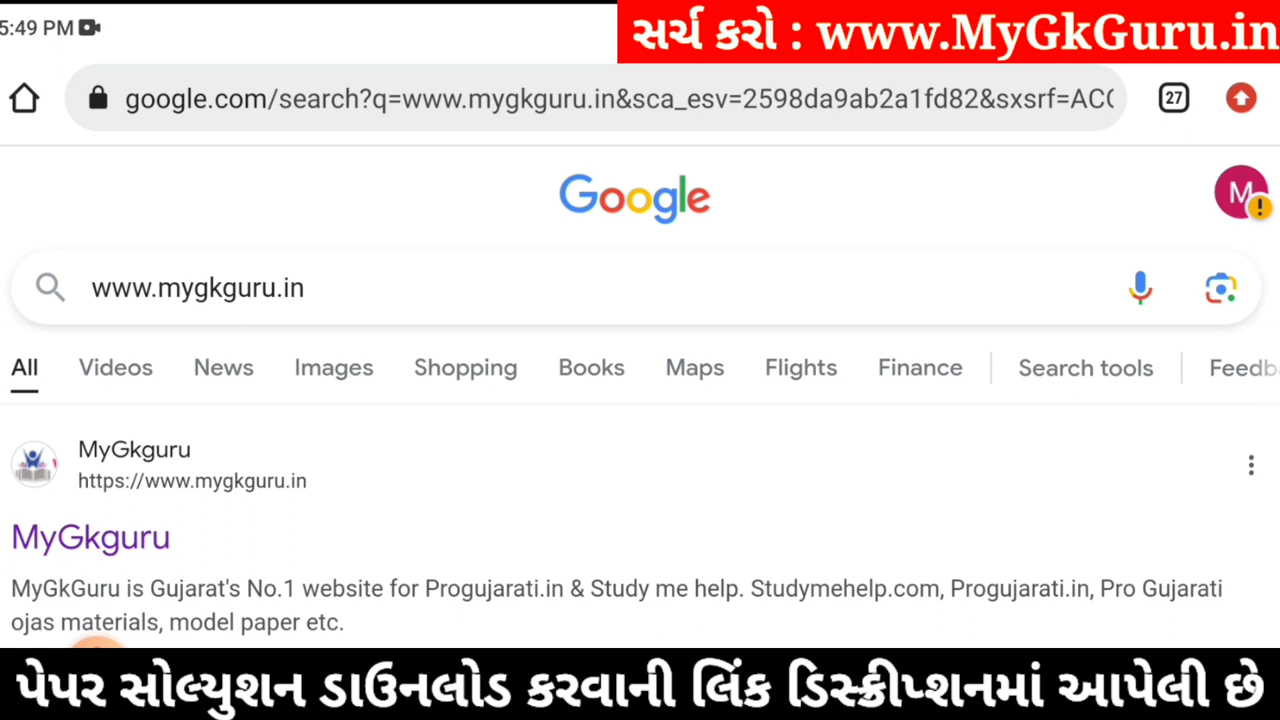 5:49 PM
સર્ચ કરો : www.MyGkGuru.in
google.com/search?q=www.mygkguru.in&sca_esv=2598da9ab2a1fd82&sxsrf=AC
27
Google
M
!
www.mygkguru.in
All Videos News Images Shopping Books Maps Flights Finance Search tools Feedb
MyGkguru
https://www.mygkguru.in
MyGkguru
MyGkGuru is Gujarat's No.1 website for Progujarati.in & Study me help. Studymehelp.com, Progujarati.in, Pro Gujarati
ojas materials, model paper etc.
પેપર સોલ્યુશન ડાઉનલોડ કરવાની લિંક ડિસ્ક્રીપ્શનમાં આપેલી છે